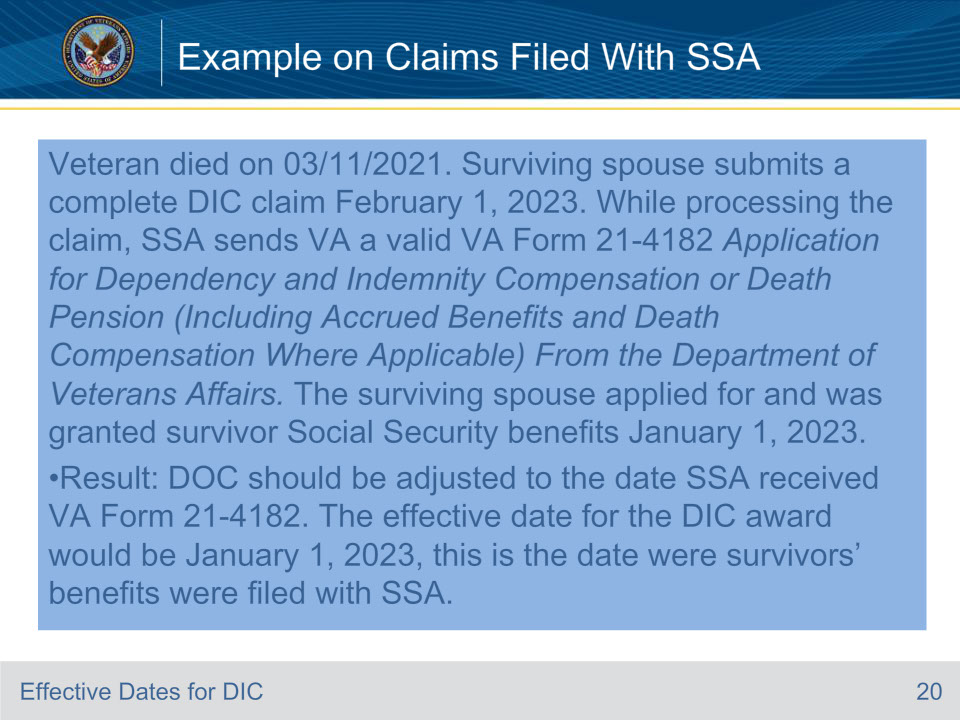 Example on Claims Filed With SSA
Veteran died on 03/11/2021. Surviving spouse submits a
complete DIC claim February 1, 2023. While processing the
claim, SSA sends VA a valid VA Form 21-4182 Application
for Dependency and Indemnity Compensation or Death
Pension (Including Accrued Benefits and Death
Compensation Where Applicable) From the Department of
Veterans Affairs. The surviving spouse applied for and was
granted survivor Social Security benefits January 1, 2023.
•Result: DOC should be adjusted to the date SSA received
VA Form 21-4182. The effective date for the DIC award
would be January 1, 2023, this is the date were survivors’
benefits were filed with SSA.
Effective Dates for DIC
20